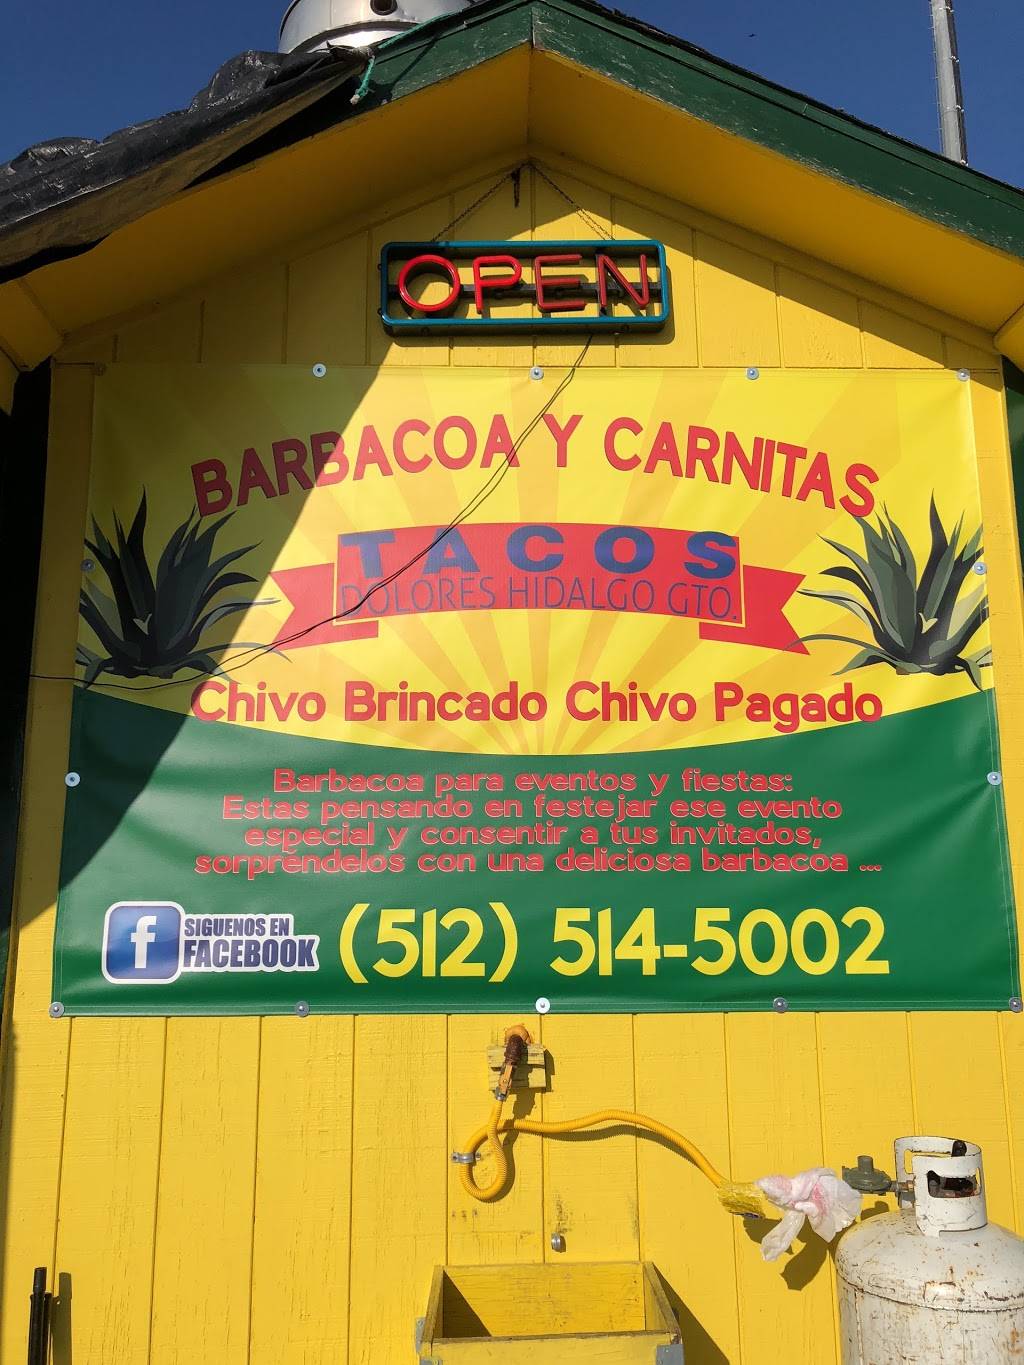 OPEN
BARBACOA Y CARNITAS
TACOS
DOLORES HIDALGO GTO.
Chivo Brincado Chivo Pagado
Barbacoa para eventos y fiestas:
Estas pensando en festejar ese evento
especial y consentir a tus invitados,
sorpréndelos con una deliciosa barbacoa ...
f
SIGUENOS EN
FACEBOOK
(512) 514-5002